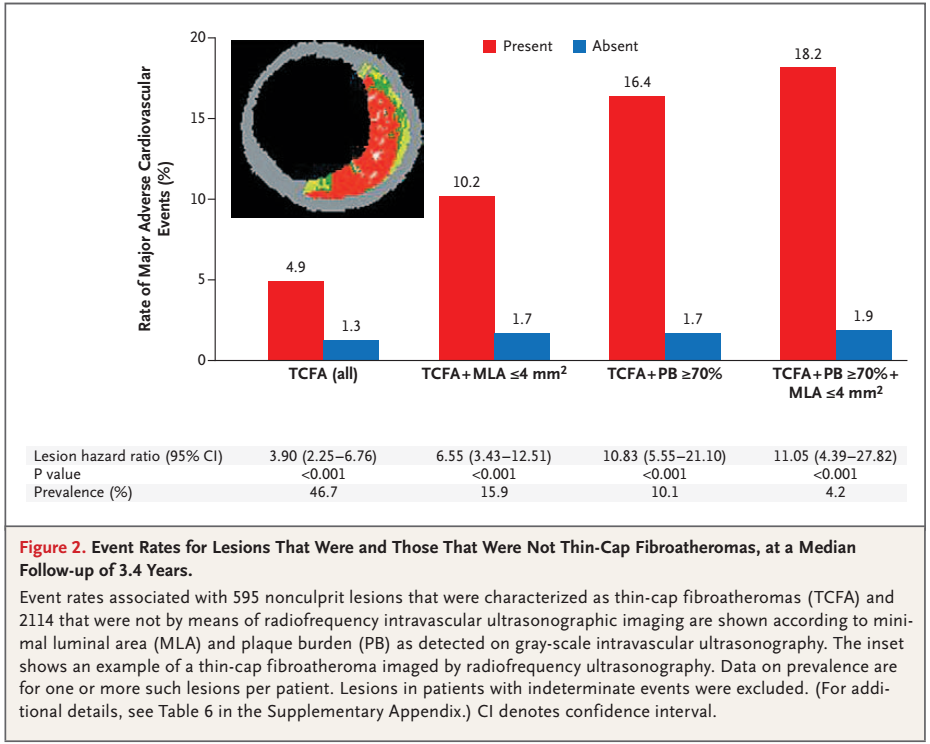 20
15
10
5
0
Rate of Major Adverse Cardiovascular
Events (%)
Present
Absent
4.9
1.3
10.2
1.7
16.4
1.7
18.2
1.9
TCFA (all)
TCFA+MLA ≤4 mm²
TCFA+PB ≥70%
TCFA+PB ≥70%+
MLA ≤4 mm²
Lesion hazard ratio (95% CI) 3.90 (2.25–6.76) 6.55 (3.43–12.51) 10.83 (5.55–21.10) 11.05 (4.39–27.82)
P value <0.001 <0.001 <0.001 <0.001
Prevalence (%) 46.7 15.9 10.1 4.2
Figure 2. Event Rates for Lesions That Were and Those That Were Not Thin-Cap Fibroatheromas, at a Median
Follow-up of 3.4 Years.
Event rates associated with 595 nonculprit lesions that were characterized as thin-cap fibroatheromas (TCFA) and
2114 that were not by means of radiofrequency intravascular ultrasonographic imaging are shown according to mini-
mal luminal area (MLA) and plaque burden (PB) as detected on gray-scale intravascular ultrasonography. The inset
shows an example of a thin-cap fibroatheroma imaged by radiofrequency ultrasonography. Data on prevalence are
for one or more such lesions per patient. Lesions in patients with indeterminate events were excluded. (For addi-
tional details, see Table 6 in the Supplementary Appendix.) CI denotes confidence interval.